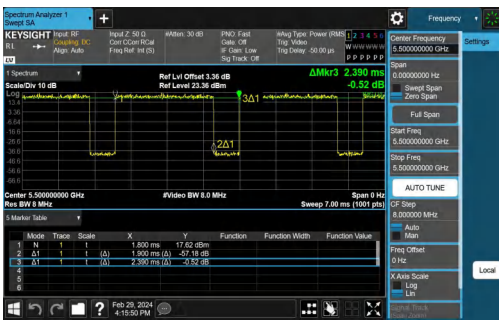 Spectrum Analyzer 1
Swept SA
Frequency
KEYSIGHT
Input: RF
Coupling: DC
Align: Auto
Input Z: 50 Ω
Corr CCorr RCal
Freq Ref: Int (S)
#Atten: 30 dB
PNO: Fast
Gate: Off
IF Gain: Low
Sig Track: Off
#Avg Type: Power (RMS
Trig: Video
Trig Delay: -50.00 µs
1 2 3 4 5 6
W W W W W W
P P P P P P
RL
LXI
1 Spectrum
Scale/Div 10 dB
Log
Ref Lvl Offset 3.36 dB
Ref Level 23.36 dBm
ΔMkr3 2.390 ms
-0.52 dB
13.4
3.36
-6.64
-16.6
-26.6
-36.6
-46.6
-56.6
-66.6
3Δ1
2Δ1
Center 5.500000000 GHz
Res BW 8 MHz
#Video BW 8.0 MHz
Span 0 Hz
Sweep 7.00 ms (1001 pts)
5 Marker Table
Mode Trace Scale X Y Function Function Width Function Value
1 N 1 t 1.800 ms 17.62 dBm
2 Δ1 1 t (Δ) 1.900 ms (Δ) -57.18 dB
3 Δ1 1 t (Δ) 2.390 ms (Δ) -0.52 dB
4
5
6
Feb 29, 2024
4:15:50 PM
Center Frequency
5.500000000 GHz
Settings
Span
0.00000000 Hz
Swept Span
Zero Span
Full Span
Start Freq
5.500000000 GHz
Stop Freq
5.500000000 GHz
AUTO TUNE
CF Step
8.000000 MHz
Auto
Man
Freq Offset
0 Hz
X Axis Scale
Log
Lin
Local
Signal Track